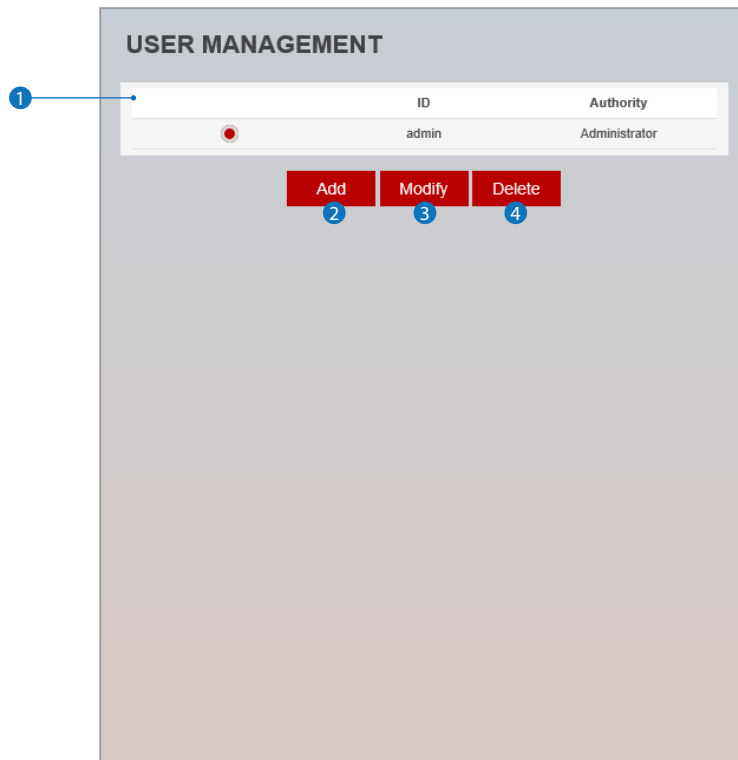 USER MANAGEMENT
1
ID Authority
admin Administrator
Add Modify Delete
2 3 4